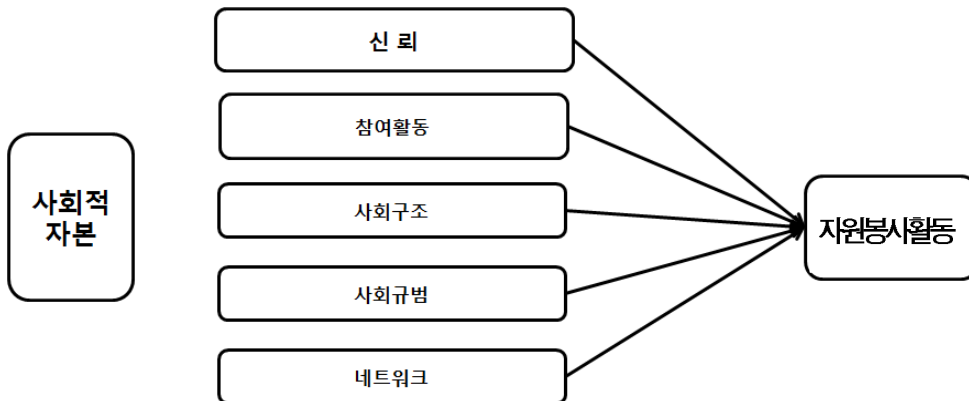 신 뢰
참여활동
사회적
자본
사회구조
지원봉사활동
사회규범
네트워크